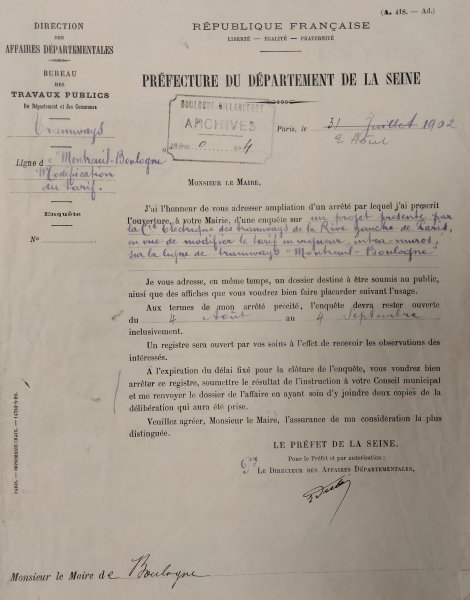 (A. 418. — Ad.)
DIRECTION
DES
AFFAIRES DÉPARTEMENTALES
BUREAU
DES
TRAVAUX PUBLICS
Du Département et des Communes
Tramways
Ligne de "Montreuil-Boulogne"
Modification
du tarif.
Enquête
No
RÉPUBLIQUE FRANÇAISE
LIBERTÉ — ÉGALITÉ — FRATERNITÉ
PRÉFECTURE DU DÉPARTEMENT DE LA SEINE
BOULOGNE-BILLANCOURT
ARCHIVES
4
Paris, le 31 Juillet 1902
2 Août
MONSIEUR LE MAIRE,
J'ai l'honneur de vous adresser ampliation d'un arrêté par lequel j'ai prescrit
l'ouverture, à votre Mairie, d'une enquête sur un projet présenté par
la Cie Electrique des tramways de la Rive gauche de Paris,
en vue de modifier le tarif en vigueur, intra-muros,
sur la ligne de tramways "Montreuil-Boulogne"
Je vous adresse, en même temps, un dossier destiné à être soumis au public,
ainsi que des affiches que vous voudrez bien faire placarder suivant l'usage.
Aux termes de mon arrêté précité, l'enquête devra rester ouverte
du 4 Août au 4 Septembre
inclusivement.
Un registre sera ouvert par vos soins à l'effet de recevoir les observations des
intéressés.
À l'expiration du délai fixé pour la clôture de l'enquête, vous voudrez bien
arrêter ce registre, soumettre le résultat de l'instruction à votre Conseil municipal
et me renvoyer le dossier de l'affaire en ayant soin d'y joindre deux copies de la
délibération qui aura été prise.
Veuillez agréer, Monsieur le Maire, l'assurance de ma considération la plus
distinguée.
LE PRÉFET DE LA SEINE,
Pour le Préfet et par autorisation :
LE DIRECTEUR DES AFFAIRES DÉPARTEMENTALES,
Monsieur le Maire de Boulogne